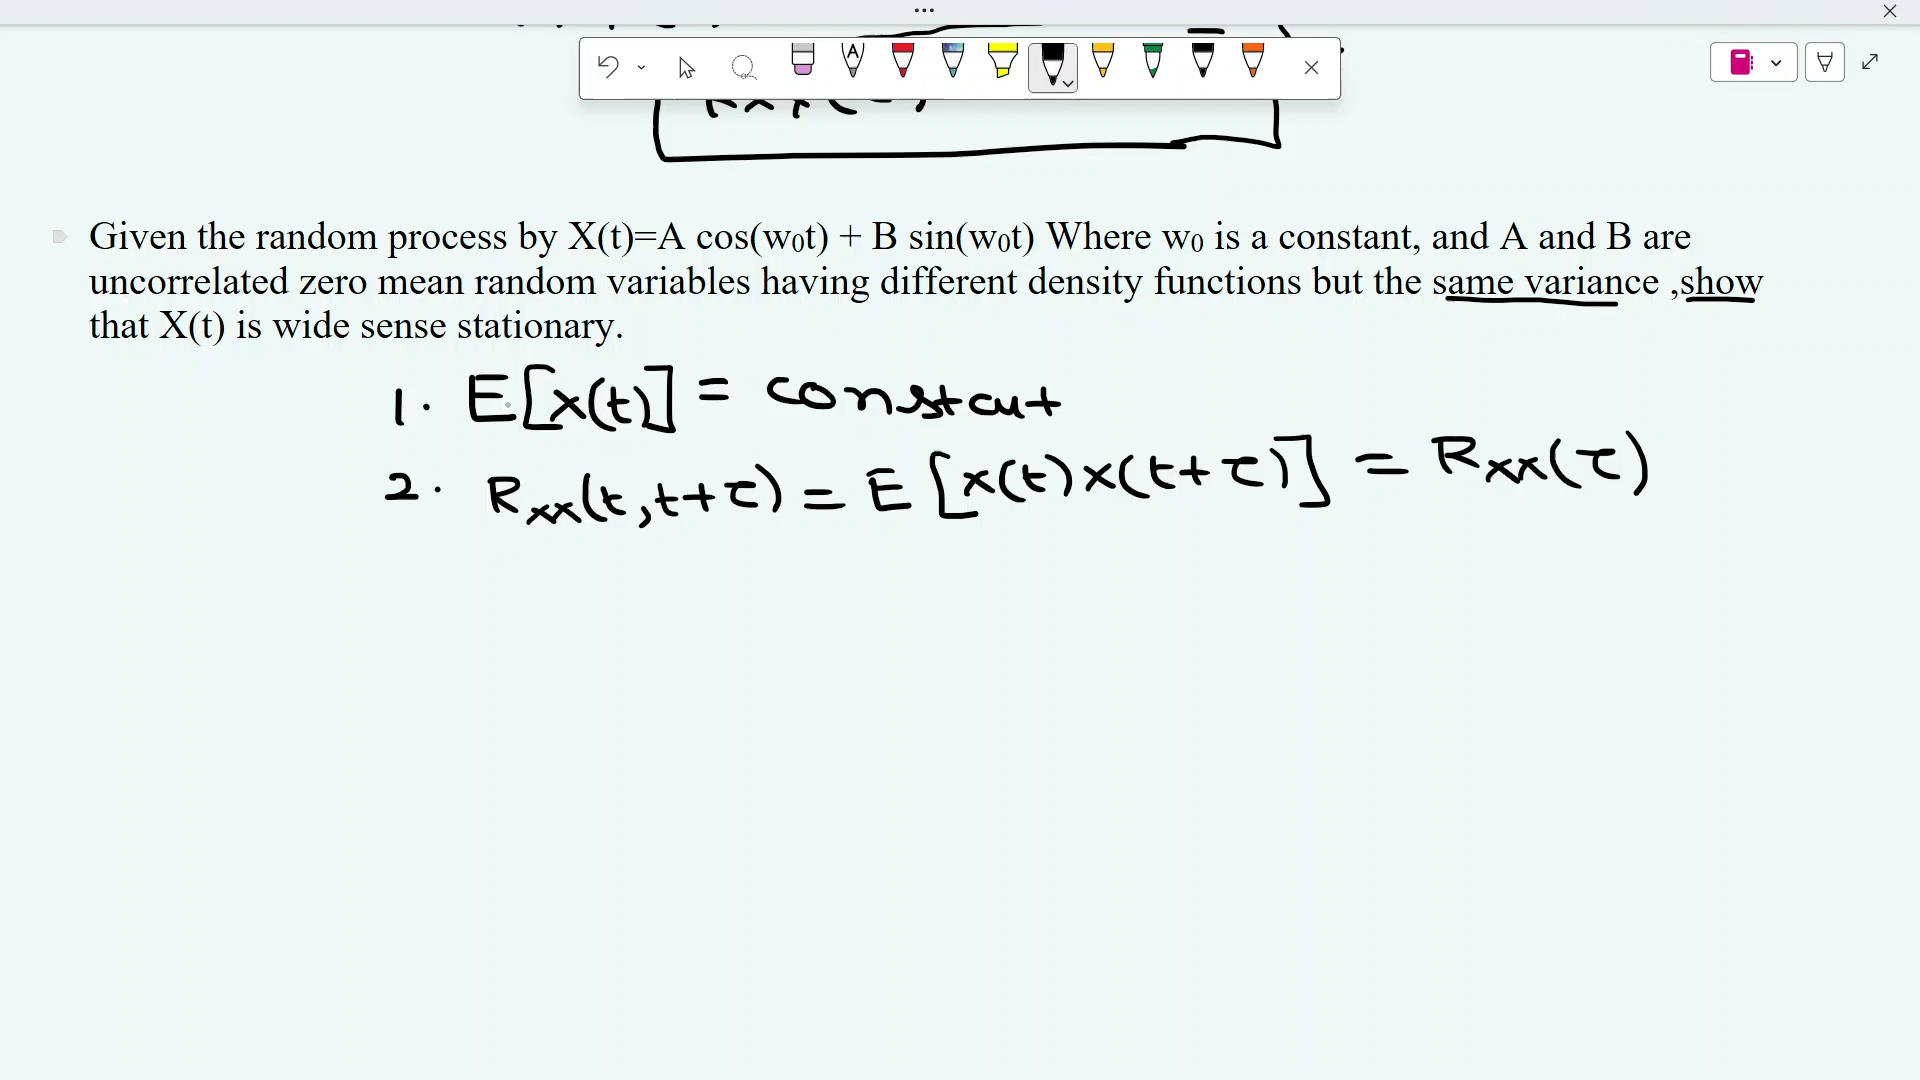 Given the random process by X(t)=A cos(w₀t) + B sin(w₀t) Where w₀ is a constant, and A and B are
uncorrelated zero mean random variables having different density functions but the same variance ,show
that X(t) is wide sense stationary.
1. E[x(t)] = constant
2. Rxx(t,t+τ) = E[x(t)x(t+τ)] = Rxx(τ)